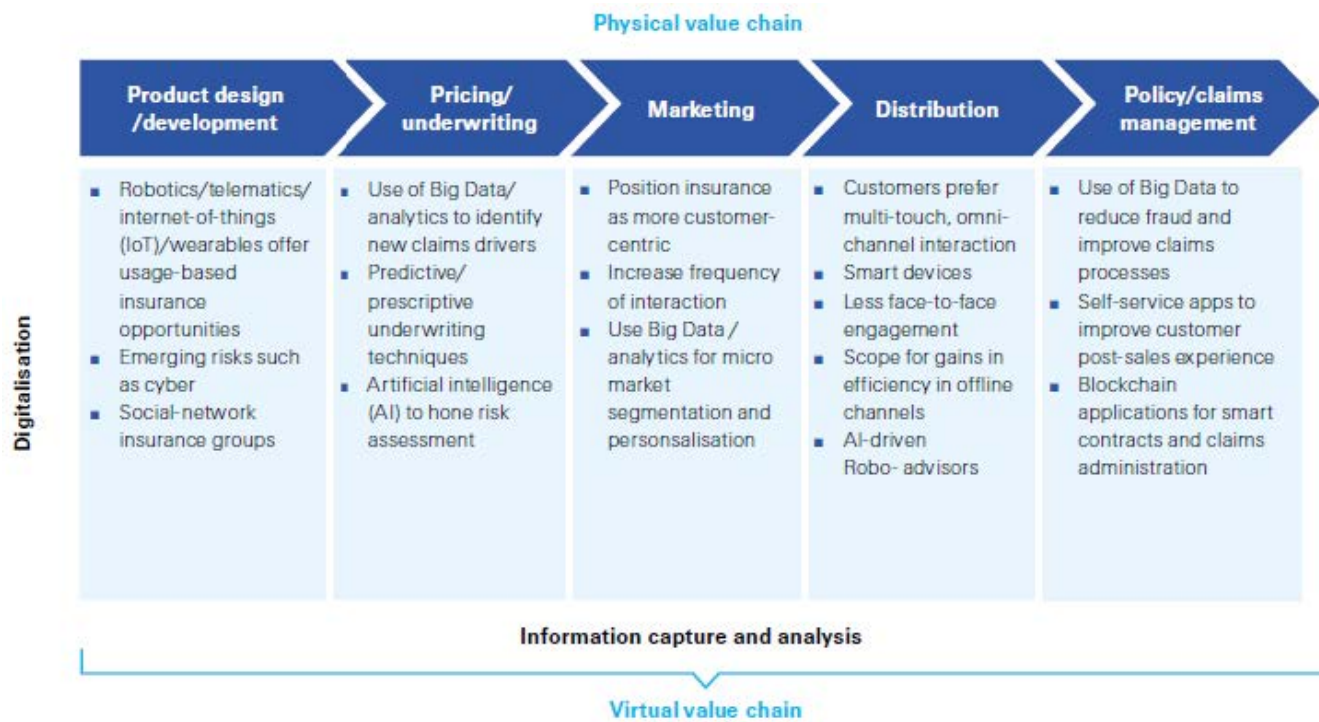 Physical value chain
Product design
/development
Pricing/
underwriting
Marketing
Distribution
Policy/claims
management
Digitalisation
▪ Robotics/telematics/
internet-of-things
(IoT)/wearables offer
usage-based
insurance
opportunities
▪ Emerging risks such
as cyber
▪ Social-network
insurance groups
▪ Use of Big Data/
analytics to identify
new claims drivers
▪ Predictive/
prescriptive
underwriting
techniques
▪ Artificial intelligence
(AI) to hone risk
assessment
▪ Position insurance
as more customer-
centric
▪ Increase frequency
of interaction
▪ Use Big Data /
analytics for micro
market
segmentation and
personsalisation
▪ Customers prefer
multi-touch, omni-
channel interaction
▪ Smart devices
▪ Less face-to-face
engagement
▪ Scope for gains in
efficiency in offline
channels
▪ AI-driven
Robo- advisors
▪ Use of Big Data to
reduce fraud and
improve claims
processes
▪ Self-service apps to
improve customer
post-sales experience
▪ Blockchain
applications for smart
contracts and claims
administration
Information capture and analysis
Virtual value chain